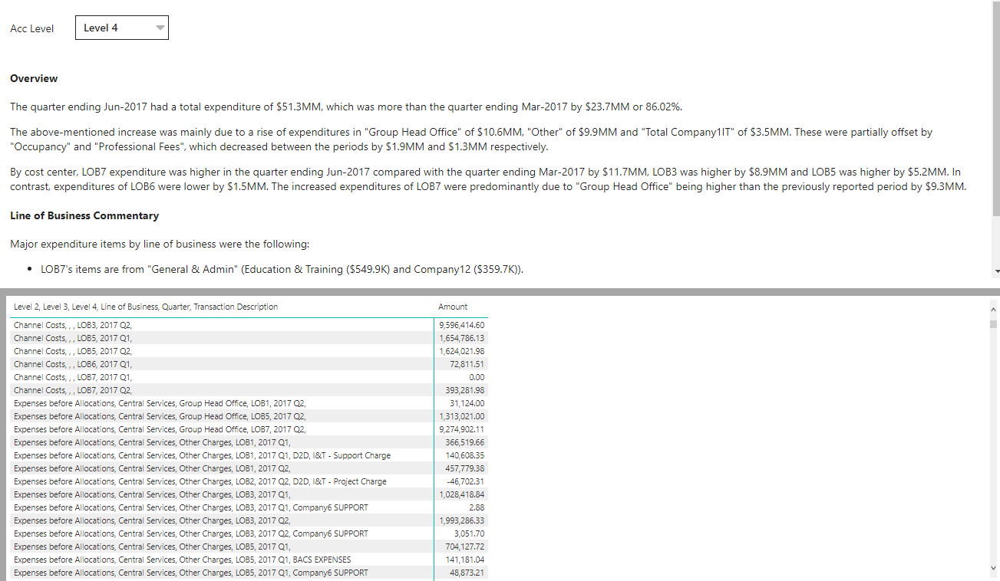 Acc Level
Level 4
Overview
The quarter ending Jun-2017 had a total expenditure of $51.3MM, which was more than the quarter ending Mar-2017 by $23.7MM or 86.02%.
The above-mentioned increase was mainly due to a rise of expenditures in "Group Head Office" of $10.6MM, "Other" of $9.9MM and "Total Company1IT" of $3.5MM. These were partially offset by
"Occupancy" and "Professional Fees", which decreased between the periods by $1.9MM and $1.3MM respectively.
By cost center, LOB7 expenditure was higher in the quarter ending Jun-2017 compared with the quarter ending Mar-2017 by $11.7MM, LOB3 was higher by $8.9MM and LOB5 was higher by $5.2MM. In
contrast, expenditures of LOB6 were lower by $1.5MM. The increased expenditures of LOB7 were predominantly due to "Group Head Office" being higher than the previously reported period by $9.3MM.
Line of Business Commentary
Major expenditure items by line of business were the following:
• LOB7's items are from "General & Admin" (Education & Training ($549.9K) and Company12 ($359.7K)).
Level 2, Level 3, Level 4, Line of Business, Quarter, Transaction Description Amount
Channel Costs, , , LOB3, 2017 Q2, 9,596,414.60
Channel Costs, , , LOB5, 2017 Q1, 1,654,786.13
Channel Costs, , , LOB5, 2017 Q2, 1,624,021.98
Channel Costs, , , LOB6, 2017 Q1, 72,811.51
Channel Costs, , , LOB7, 2017 Q1, 0.00
Channel Costs, , , LOB7, 2017 Q2, 393,281.98
Expenses before Allocations, Central Services, Group Head Office, LOB1, 2017 Q2, 31,124.00
Expenses before Allocations, Central Services, Group Head Office, LOB5, 2017 Q2, 1,313,021.00
Expenses before Allocations, Central Services, Group Head Office, LOB7, 2017 Q2, 9,274,902.11
Expenses before Allocations, Central Services, Other Charges, LOB1, 2017 Q1, 366,519.66
Expenses before Allocations, Central Services, Other Charges, LOB1, 2017 Q1, D2D, I&T - Support Charge 140,608.35
Expenses before Allocations, Central Services, Other Charges, LOB1, 2017 Q2, 457,779.38
Expenses before Allocations, Central Services, Other Charges, LOB2, 2017 Q2, D2D, I&T - Project Charge -46,702.31
Expenses before Allocations, Central Services, Other Charges, LOB3, 2017 Q1, 1,028,418.84
Expenses before Allocations, Central Services, Other Charges, LOB3, 2017 Q1, Company6 SUPPORT 2.88
Expenses before Allocations, Central Services, Other Charges, LOB3, 2017 Q2, 1,993,286.33
Expenses before Allocations, Central Services, Other Charges, LOB3, 2017 Q2, Company6 SUPPORT 3,051.70
Expenses before Allocations, Central Services, Other Charges, LOB5, 2017 Q1, 704,127.72
Expenses before Allocations, Central Services, Other Charges, LOB5, 2017 Q1, BACS EXPENSES 141,181.04
Expenses before Allocations, Central Services, Other Charges, LOB5, 2017 Q1, Company6 SUPPORT 48,873.21